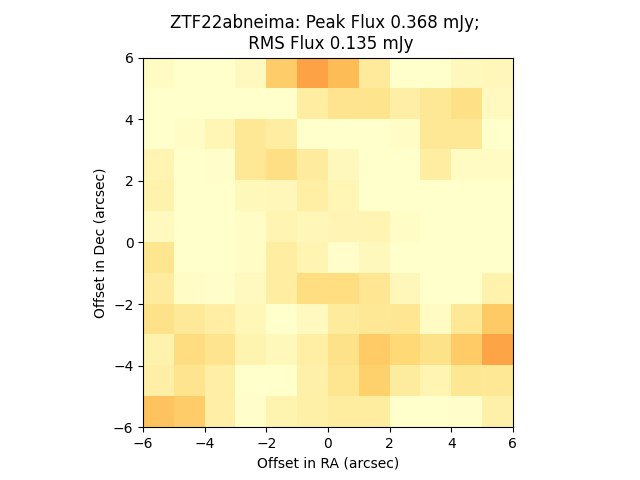 ZTF22abneima: Peak Flux 0.368 mJy;
RMS Flux 0.135 mJy
6
4
2
0
−2
−4
−6
Offset in Dec (arcsec)
−6 −4 −2 0 2 4 6
Offset in RA (arcsec)